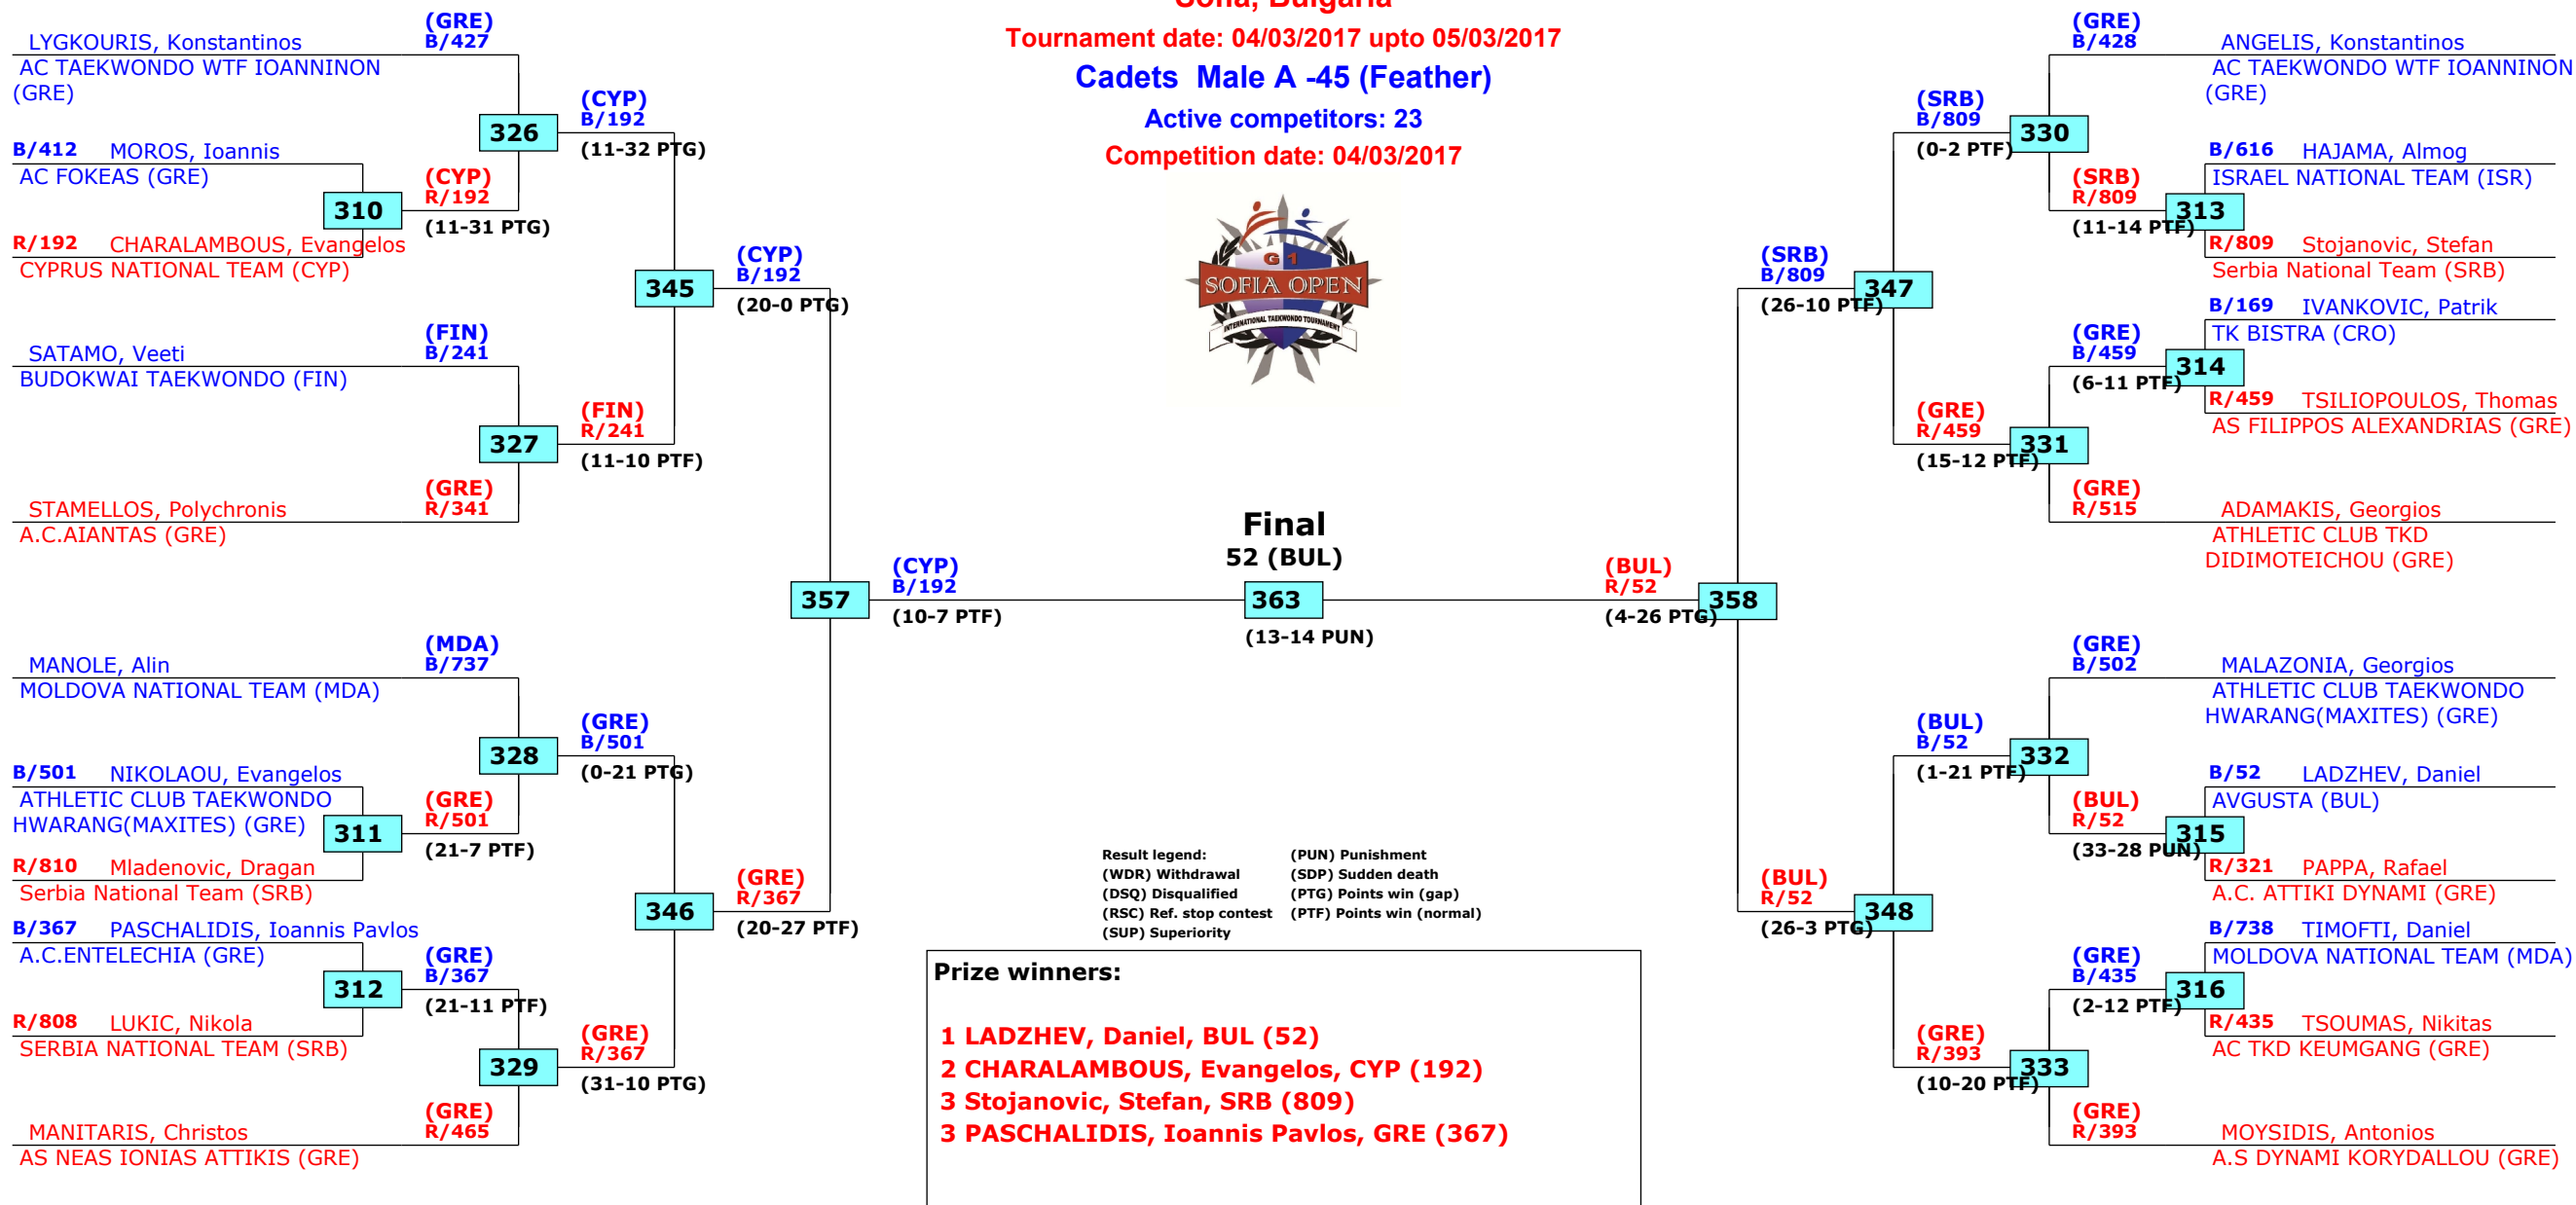 Sofia, Bulgaria
Tournament date: 04/03/2017 upto 05/03/2017
Cadets Male A -45 (Feather)
Active competitors: 23
Competition date: 04/03/2017
G 1
SOFIA OPEN
INTERNATIONAL TAEKWONDO TOURNAMENT
(GRE)
B/427
LYGKOURIS, Konstantinos
AC TAEKWONDO WTF IOANNINON
(GRE)
326
(CYP)
B/192
(11-32 PTG)
B/412 MOROS, Ioannis
AC FOKEAS (GRE)
310
(CYP)
R/192
(11-31 PTG)
R/192 CHARALAMBOUS, Evangelos
CYPRUS NATIONAL TEAM (CYP)
345
(CYP)
B/192
(20-0 PTG)
SATAMO, Veeti
(FIN)
B/241
BUDOKWAI TAEKWONDO (FIN)
327
(FIN)
R/241
(11-10 PTF)
STAMELLOS, Polychronis
(GRE)
R/341
A.C.AIANTAS (GRE)
357
(CYP)
B/192
(10-7 PTF)
MANOLE, Alin
(MDA)
B/737
MOLDOVA NATIONAL TEAM (MDA)
328
(GRE)
B/501
(0-21 PTG)
B/501 NIKOLAOU, Evangelos
ATHLETIC CLUB TAEKWONDO
HWARANG(MAXITES) (GRE)
311
(GRE)
R/501
(21-7 PTF)
R/810 Mladenovic, Dragan
Serbia National Team (SRB)
346
(GRE)
R/367
(20-27 PTF)
B/367 PASCHALIDIS, Ioannis Pavlos
A.C.ENTELECHIA (GRE)
312
(GRE)
B/367
(21-11 PTF)
R/808 LUKIC, Nikola
SERBIA NATIONAL TEAM (SRB)
329
(GRE)
R/367
(31-10 PTG)
MANITARIS, Christos
(GRE)
R/465
AS NEAS IONIAS ATTIKIS (GRE)
Final
52 (BUL)
363
(13-14 PUN)
(GRE)
B/428
ANGELIS, Konstantinos
AC TAEKWONDO WTF IOANNINON
(GRE)
(SRB)
B/809
330
(0-2 PTF)
B/616 HAJAMA, Almog
ISRAEL NATIONAL TEAM (ISR)
(SRB)
R/809
313
(11-14 PTF)
R/809 Stojanovic, Stefan
Serbia National Team (SRB)
(SRB)
B/809
347
(26-10 PTF)
B/169 IVANKOVIC, Patrik
TK BISTRA (CRO)
(GRE)
B/459
314
(6-11 PTF)
R/459 TSILIOPOULOS, Thomas
AS FILIPPOS ALEXANDRIAS (GRE)
(GRE)
R/459
331
(15-12 PTF)
(GRE)
R/515
ADAMAKIS, Georgios
ATHLETIC CLUB TKD
DIDIMOTEICHOU (GRE)
(BUL)
R/52
358
(4-26 PTG)
(GRE)
B/502
MALAZONIA, Georgios
ATHLETIC CLUB TAEKWONDO
HWARANG(MAXITES) (GRE)
(BUL)
B/52
332
(1-21 PTF)
B/52 LADZHEV, Daniel
AVGUSTA (BUL)
(BUL)
R/52
315
(33-28 PUN)
R/321 PAPPA, Rafael
A.C. ATTIKI DYNAMI (GRE)
(BUL)
R/52
348
(26-3 PTG)
B/738 TIMOFTI, Daniel
MOLDOVA NATIONAL TEAM (MDA)
(GRE)
B/435
316
(2-12 PTF)
R/435 TSOUMAS, Nikitas
AC TKD KEUMGANG (GRE)
(GRE)
R/393
333
(10-20 PTF)
(GRE)
R/393
MOYSIDIS, Antonios
A.S DYNAMI KORYDALLOU (GRE)
Result legend: (PUN) Punishment
(WDR) Withdrawal (SDP) Sudden death
(DSQ) Disqualified (PTG) Points win (gap)
(RSC) Ref. stop contest (PTF) Points win (normal)
(SUP) Superiority
Prize winners:
1 LADZHEV, Daniel, BUL (52)
2 CHARALAMBOUS, Evangelos, CYP (192)
3 Stojanovic, Stefan, SRB (809)
3 PASCHALIDIS, Ioannis Pavlos, GRE (367)